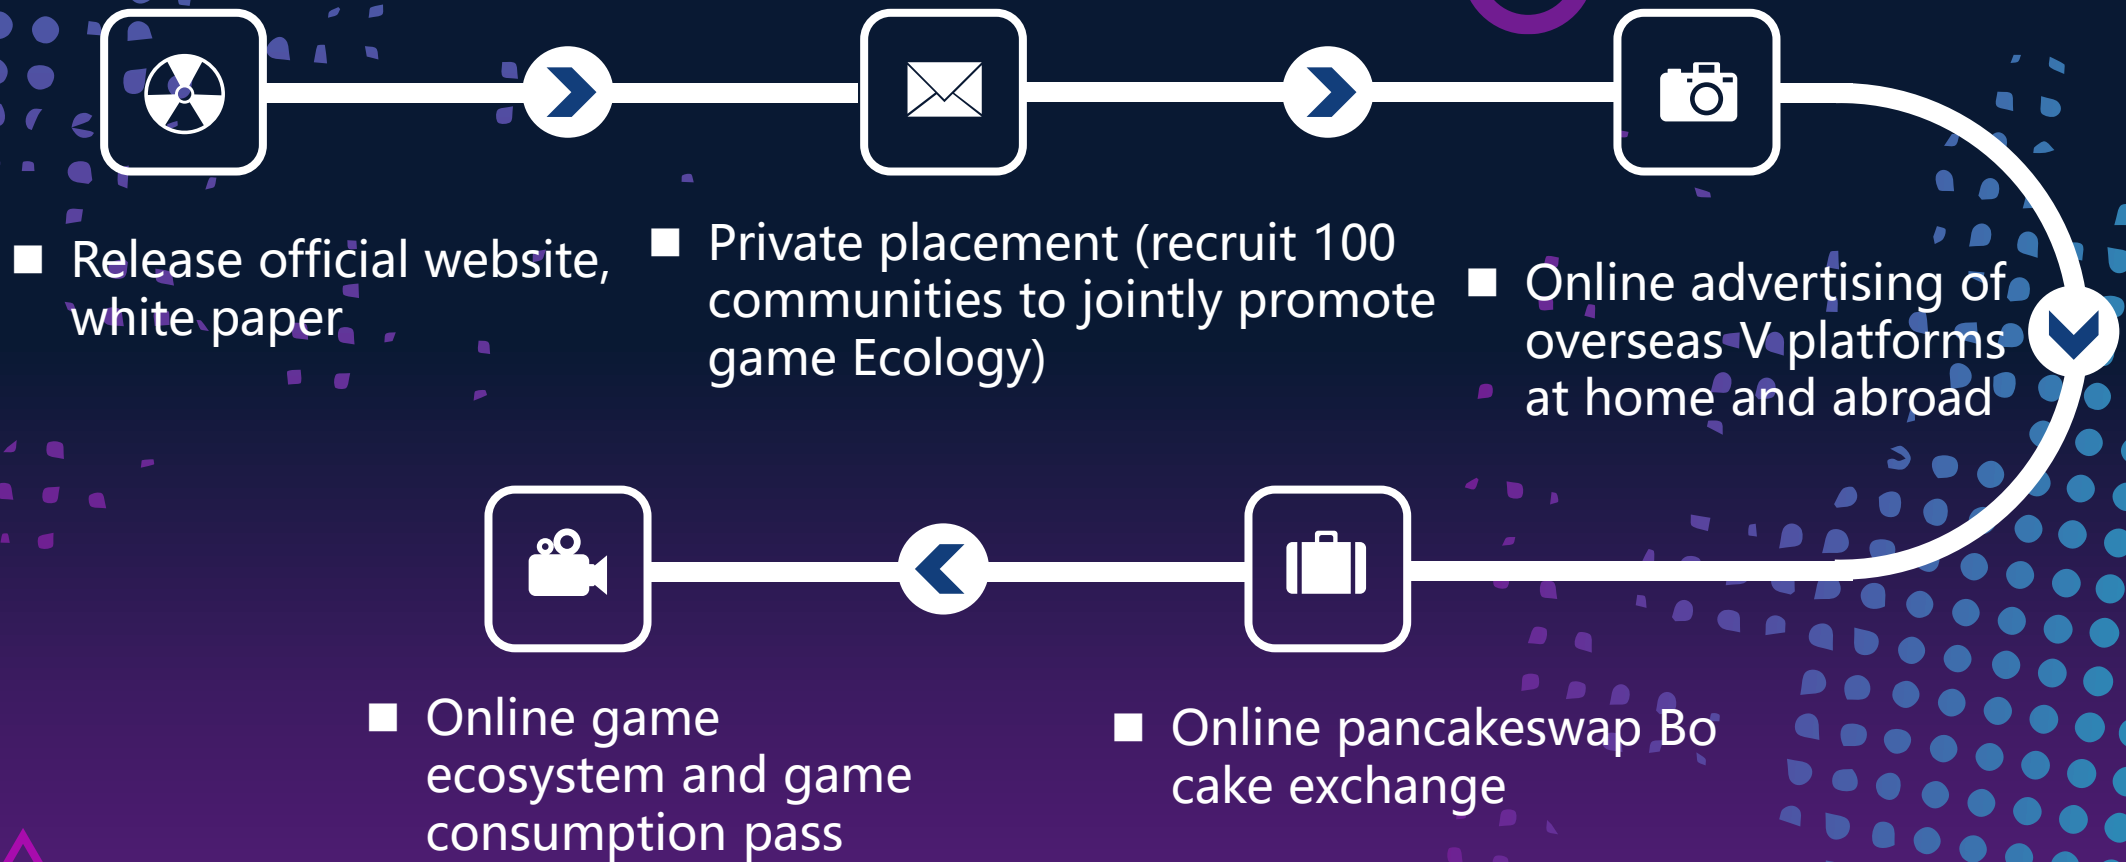 Release official website,
white paper
Private placement (recruit 100
communities to jointly promote
game Ecology)
Online advertising of
overseas V platforms
at home and abroad
Online pancakeswap Bo
cake exchange
Online game
ecosystem and game
consumption pass